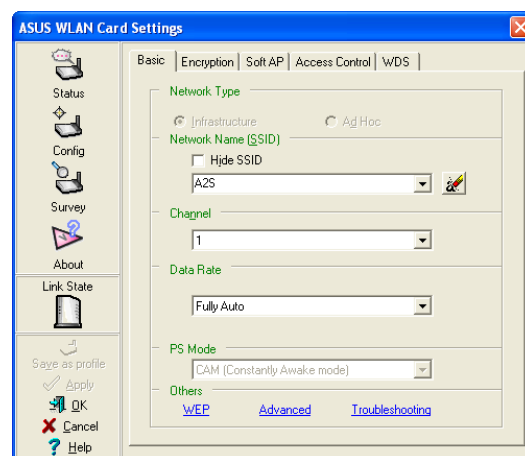 ASUS WLAN Card Settings
Status
Config
Survey
About
Link State
Save as profile
Apply
OK
Cancel
Help
Basic Encryption Soft AP Access Control WDS
Network Type
Infrastructure Ad Hoc
Network Name (SSID)
Hide SSID
A2S
Channel
1
Data Rate
Fully Auto
PS Mode
CAM (Constantly Awake mode)
Others
WEP Advanced Troubleshooting